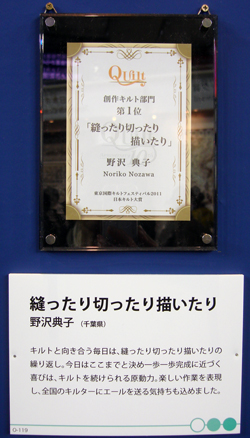 Quilt
創作キルト部門
第1位
「縫ったり切ったり
描いたり」
野沢 典子
Noriko Nozawa
東京国際キルトフェスティバル2011
日本キルト大賞
縫ったり切ったり描いたり
野沢典子 （千葉県）
キルトと向き合う毎日は、縫ったり切ったり描いたりの
繰り返し。今日はここまでと決め一歩一歩完成に近づく
喜びは、キルトを続けられる原動力。楽しい作業を表現
し、全国のキルターにエールを送る気持ちも込めました。
O-119